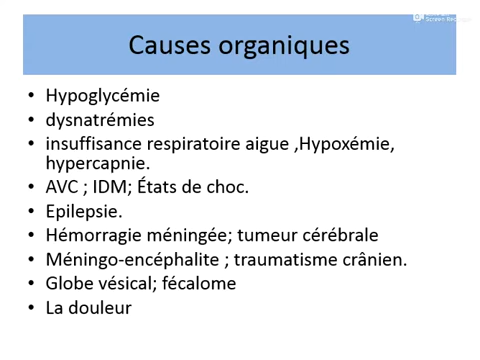 Causes organiques
• Hypoglycémie
• dysnatrémies
• insuffisance respiratoire aigue ,Hypoxémie,
hypercapnie.
• AVC ; IDM; États de choc.
• Epilepsie.
• Hémorragie méningée; tumeur cérébrale
• Méningo-encéphalite ; traumatisme crânien.
• Globe vésical; fécalome
• La douleur